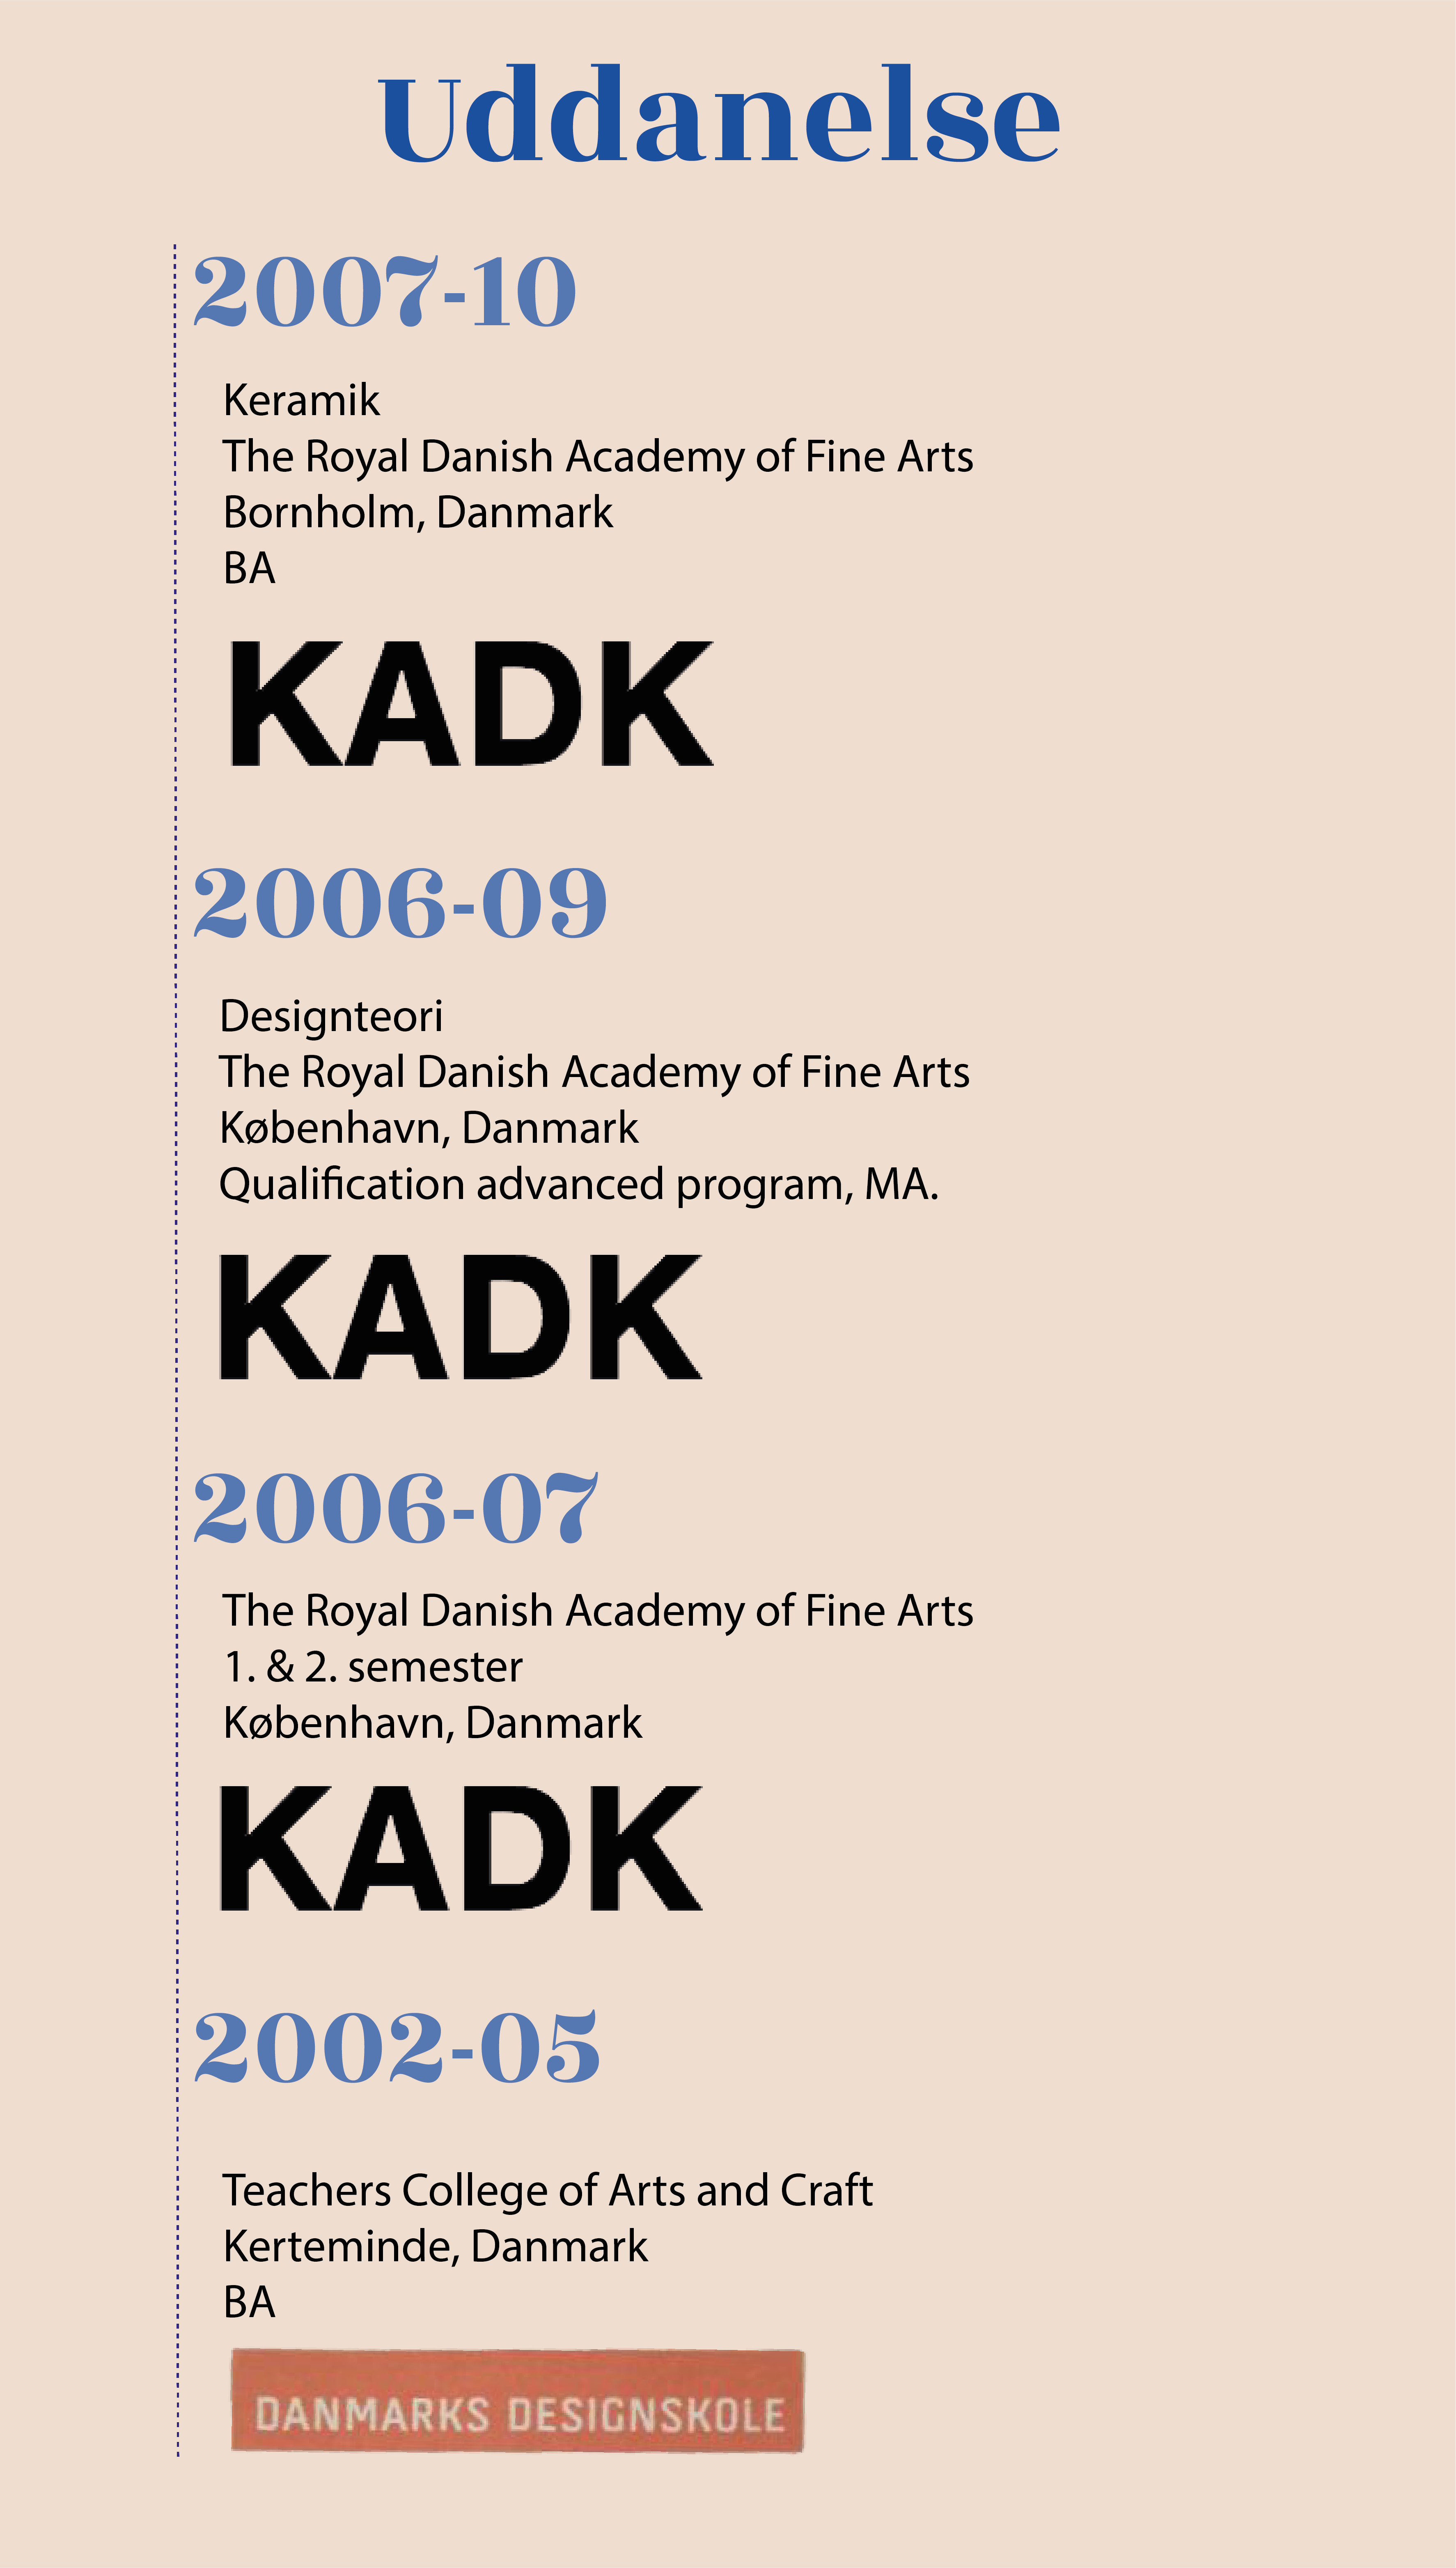 Uddanelse
2007-10
Keramik
The Royal Danish Academy of Fine Arts
Bornholm, Danmark
BA
KADK
2006-09
Designteori
The Royal Danish Academy of Fine Arts
København, Danmark
Qualification advanced program, MA.
KADK
2006-07
The Royal Danish Academy of Fine Arts
1. & 2. semester
København, Danmark
KADK
2002-05
Teachers College of Arts and Craft
Kerteminde, Danmark
BA
DANMARKS DESIGNSKOLE